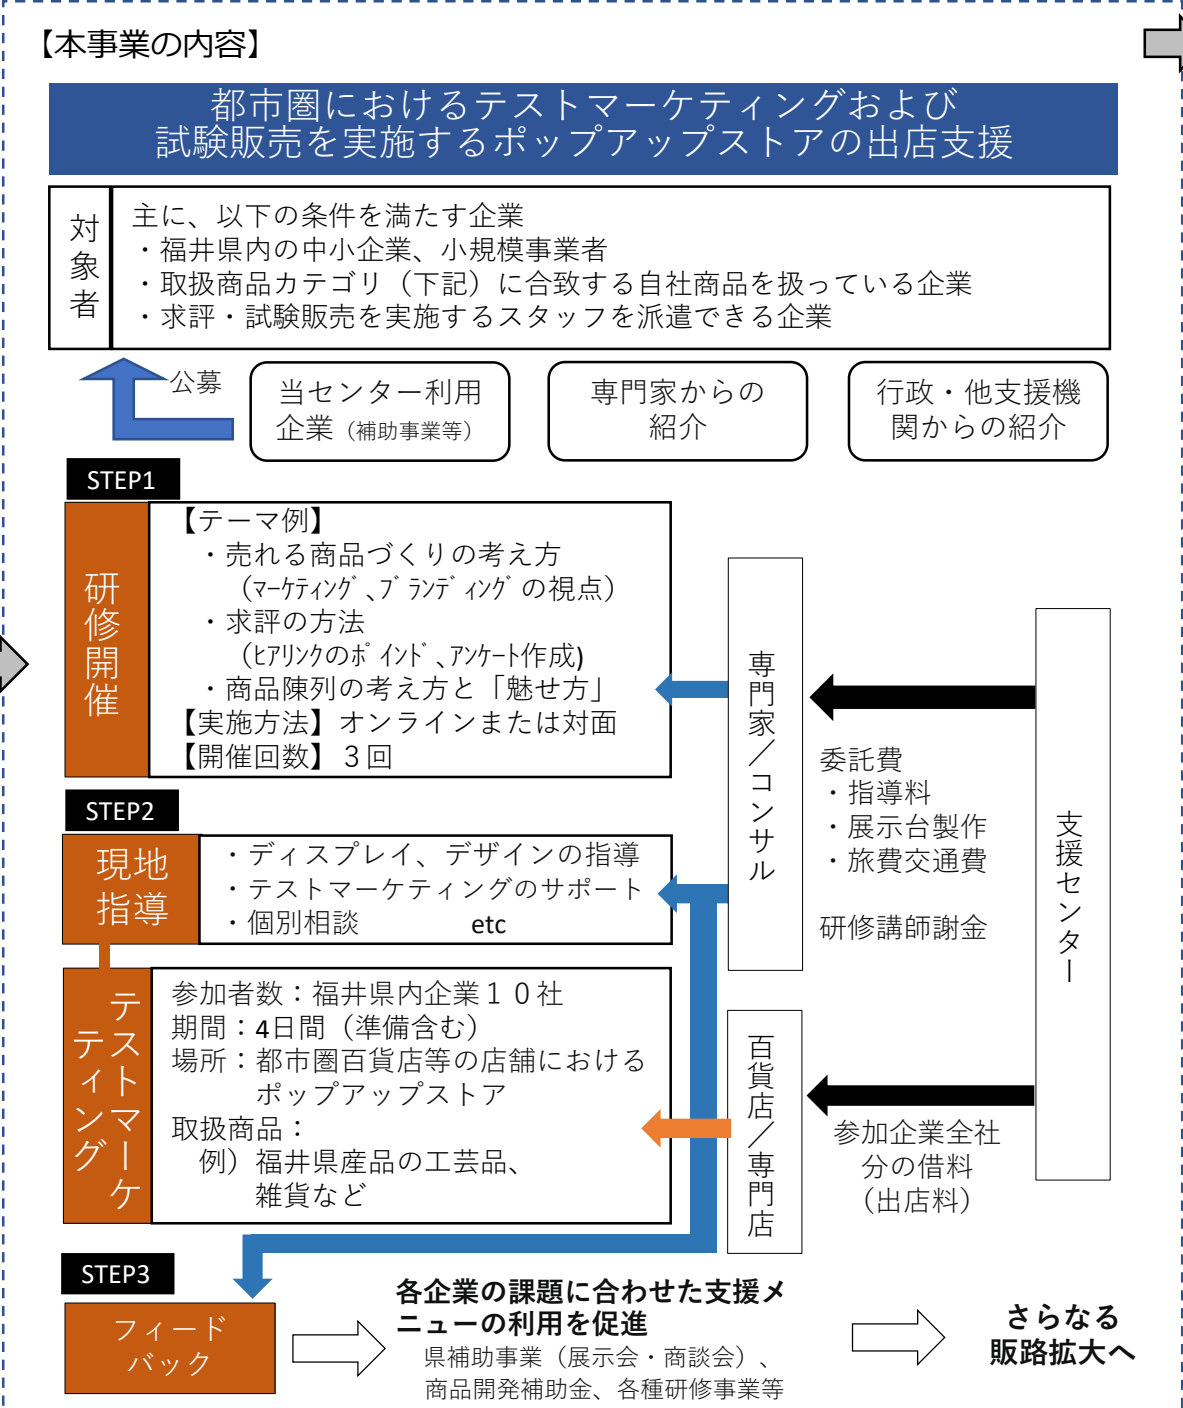 【本事業の内容】
都市圏におけるテストマーケティングおよび
試験販売を実施するポップアップストアの出店支援
対象者
主に、以下の条件を満たす企業
・福井県内の中小企業、小規模事業者
・取扱商品カテゴリ（下記）に合致する自社商品を扱っている企業
・求評・試験販売を実施するスタッフを派遣できる企業
公募
当センター利用
企業（補助事業等）
専門家からの
紹介
行政・他支援機
関からの紹介
STEP1
研修開催
【テーマ例】
・売れる商品づくりの考え方
（ﾏｰｹﾃｨﾝｸﾞ、ﾌﾞﾗﾝﾃﾞｨﾝｸﾞの視点）
・求評の方法
（ﾋｱﾘﾝｸのﾎﾟｲﾝﾄﾞ、ｱﾝｹｰﾄ作成)
・商品陳列の考え方と「魅せ方」
【実施方法】オンラインまたは対面
【開催回数】３回
専門家／コンサル
委託費
・指導料
・展示台製作
・旅費交通費
研修講師謝金
支援センター
STEP2
現地
指導
・ディスプレイ、デザインの指導
・テストマーケティングのサポート
・個別相談 etc
テストマーケ
ティング
参加者数：福井県内企業１０社
期間：4日間（準備含む）
場所：都市圏百貨店等の店舗における
ポップアップストア
取扱商品：
例）福井県産品の工芸品、
雑貨など
百貨店／専門店
参加企業全社
分の借料
（出店料）
STEP3
フィード
バック
各企業の課題に合わせた支援メ
ニューの利用を促進
県補助事業（展示会・商談会）、
商品開発補助金、各種研修事業等
さらなる
販路拡大へ